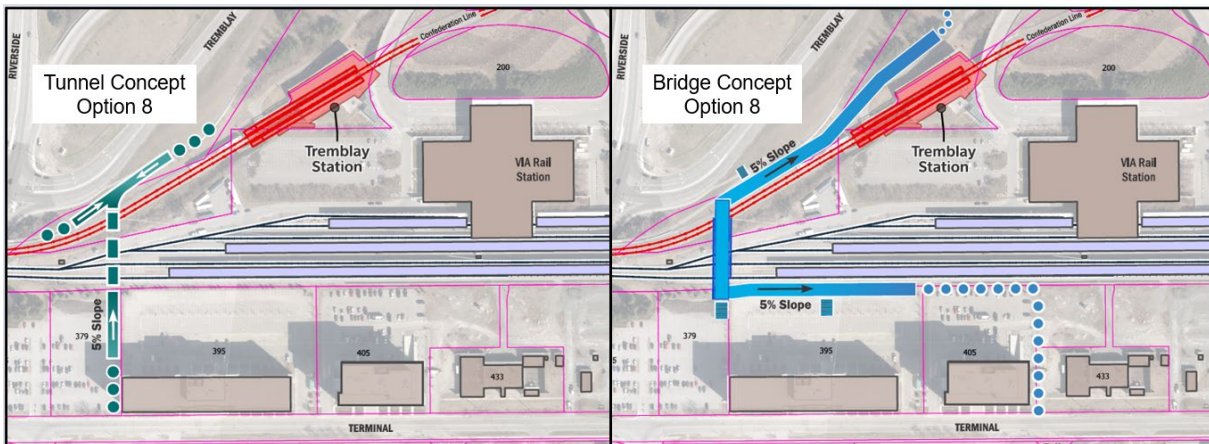 RIVERSIDE
TREMBLAY
Confederation Line
200
Tunnel Concept
Option 8
Tremblay
Station
VIA Rail
Station
5% Slope
379
395
405
433
TERMINAL
RIVERSIDE
TREMBLAY
Confederation Line
200
Bridge Concept
Option 8
5% Slope
Tremblay
Station
VIA Rail
Station
5% Slope
379
395
405
433
TERMINAL